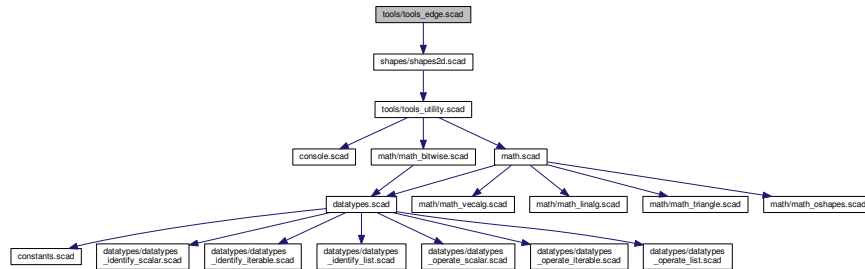 tools/tools_edge.scad
shapes/shapes2d.scad
tools/tools_utility.scad
console.scad
math/math_bitwise.scad
math.scad
datatypes.scad
math/math_vecalg.scad
math/math_linalg.scad
math/math_triangle.scad
math/math_oshapes.scad
constants.scad
datatypes/datatypes
_identify_scalar.scad
datatypes/datatypes
_identify_iterable.scad
datatypes/datatypes
_identify_list.scad
datatypes/datatypes
_operate_scalar.scad
datatypes/datatypes
_operate_iterable.scad
datatypes/datatypes
_operate_list.scad